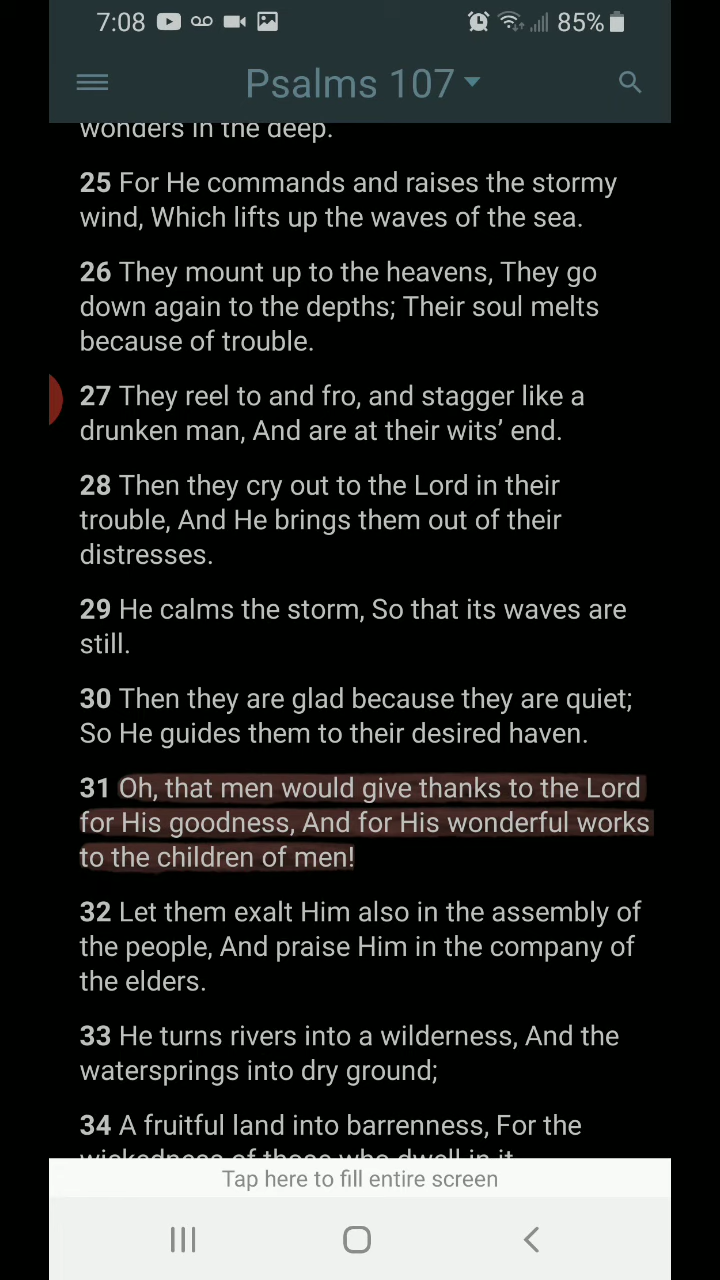 7:08 85%
Psalms 107
wonders in the deep.
25 For He commands and raises the stormy
wind, Which lifts up the waves of the sea.
26 They mount up to the heavens, They go
down again to the depths; Their soul melts
because of trouble.
27 They reel to and fro, and stagger like a
drunken man, And are at their wits’ end.
28 Then they cry out to the Lord in their
trouble, And He brings them out of their
distresses.
29 He calms the storm, So that its waves are
still.
30 Then they are glad because they are quiet;
So He guides them to their desired haven.
31 Oh, that men would give thanks to the Lord
for His goodness, And for His wonderful works
to the children of men!
32 Let them exalt Him also in the assembly of
the people, And praise Him in the company of
the elders.
33 He turns rivers into a wilderness, And the
watersprings into dry ground;
34 A fruitful land into barrenness, For the
wickedness of those who dwell in it.
Tap here to fill entire screen